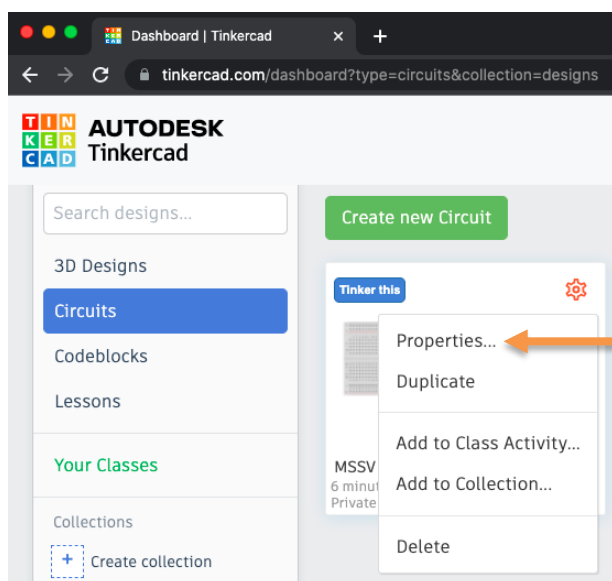 Dashboard | Tinkercad
tinkercad.com/dashboard?type=circuits&collection=designs
TIN
KER
CAD
AUTODESK
Tinkercad
Search designs...
Create new Circuit
3D Designs
Circuits
Codeblocks
Lessons
Your Classes
Collections
+ Create collection
Tinker this
Properties...
Duplicate
Add to Class Activity...
Add to Collection...
Delete
MSSV
6 minut
Private